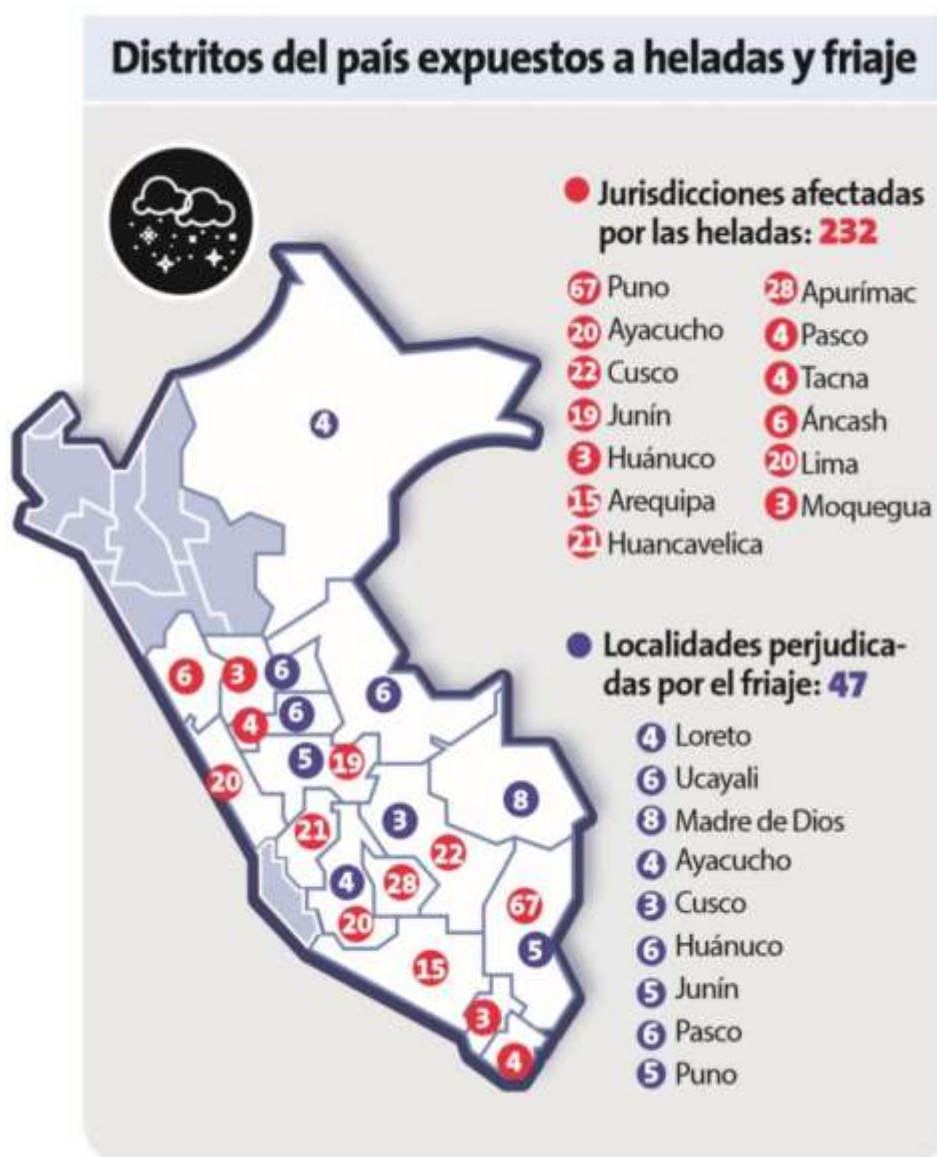 Distritos del país expuestos a heladas y friaje
Jurisdicciones afectadas
por las heladas: 232
67 Puno
20 Ayacucho
22 Cusco
19 Junín
3 Huánuco
15 Arequipa
21 Huancavelica
28 Apurímac
4 Pasco
4 Tacna
6 Áncash
20 Lima
3 Moquegua
Localidades perjudica-
das por el friaje: 47
4 Loreto
6 Ucayali
8 Madre de Dios
4 Ayacucho
3 Cusco
6 Huánuco
5 Junín
6 Pasco
5 Puno
4
6
3
6
6
4
6
5
19
20
8
21
3
22
4
28
67
20
5
15
3
4